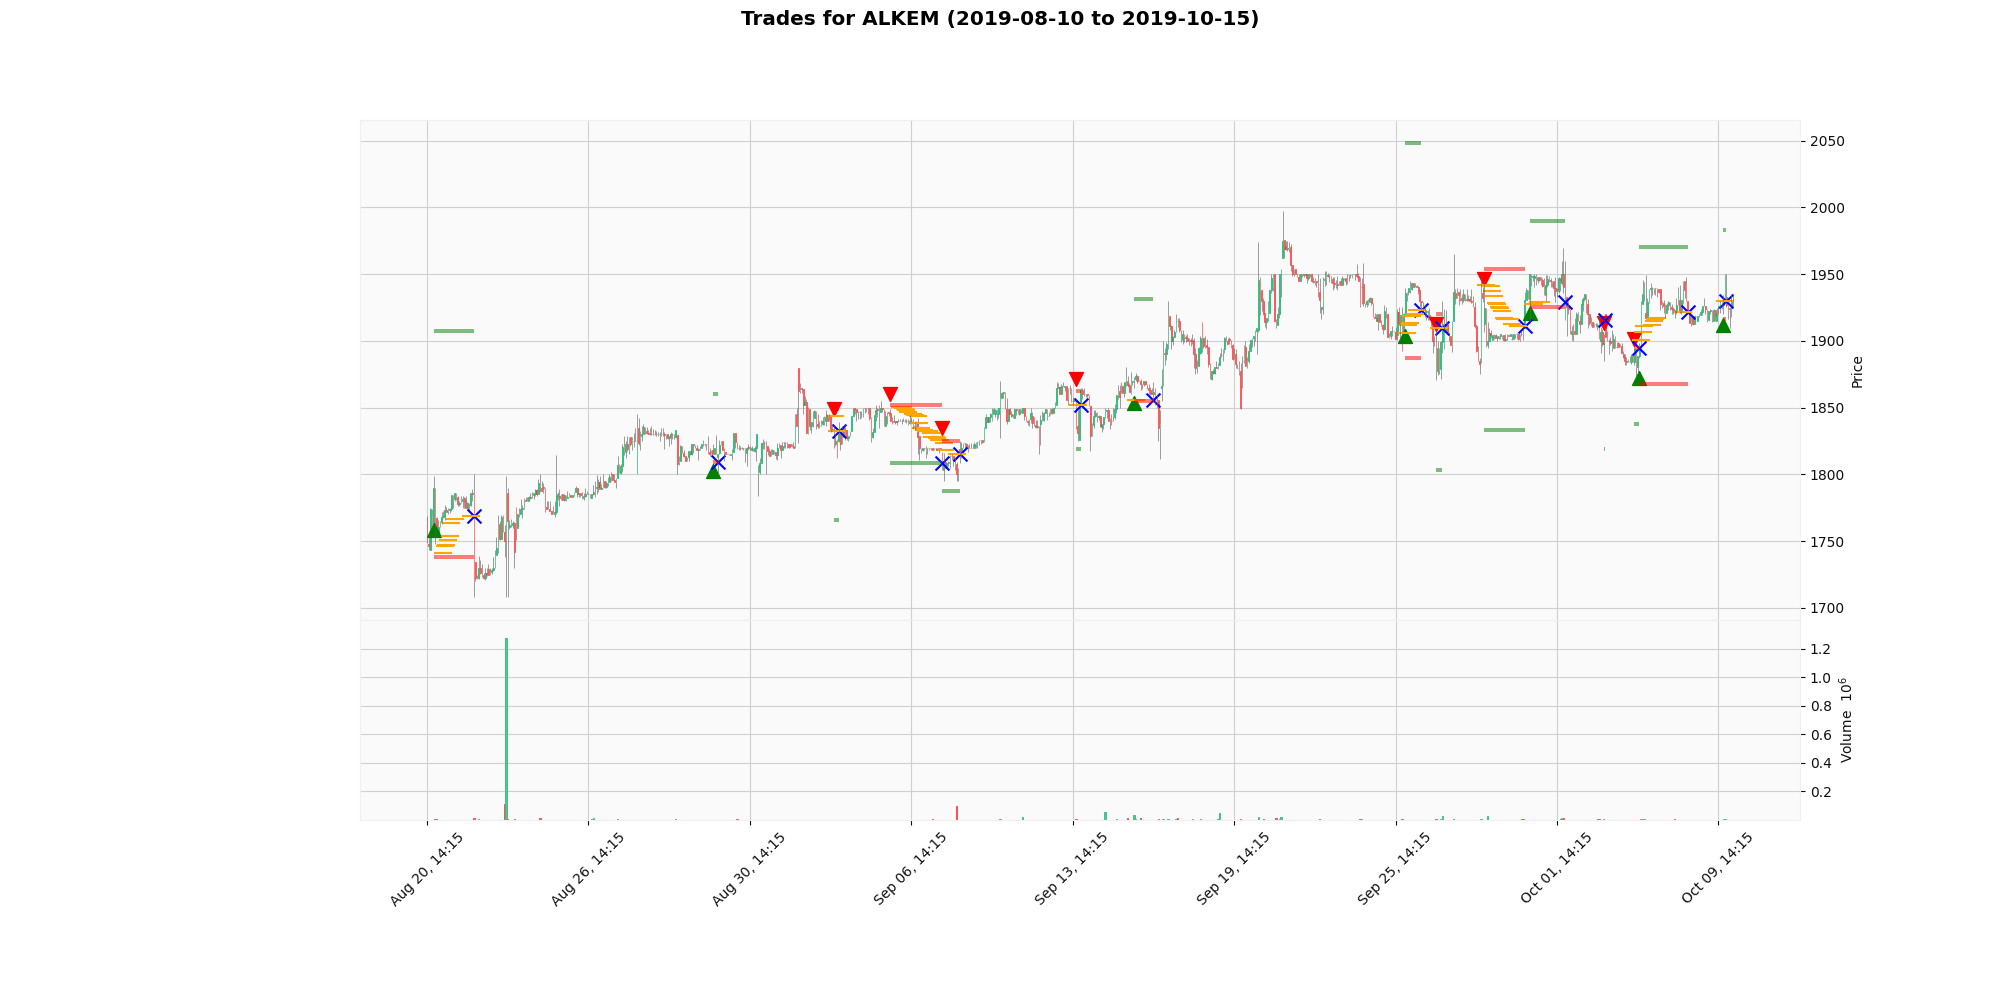 Trades for ALKEM (2019-08-10 to 2019-10-15)
2050
2000
1950
1900
1850
1800
1750
1700
Price
1.2
1.0
0.8
0.6
0.4
0.2
Volume 10^6
Aug 20, 14:15
Aug 26, 14:15
Aug 30, 14:15
Sep 06, 14:15
Sep 13, 14:15
Sep 19, 14:15
Sep 25, 14:15
Oct 01, 14:15
Oct 09, 14:15